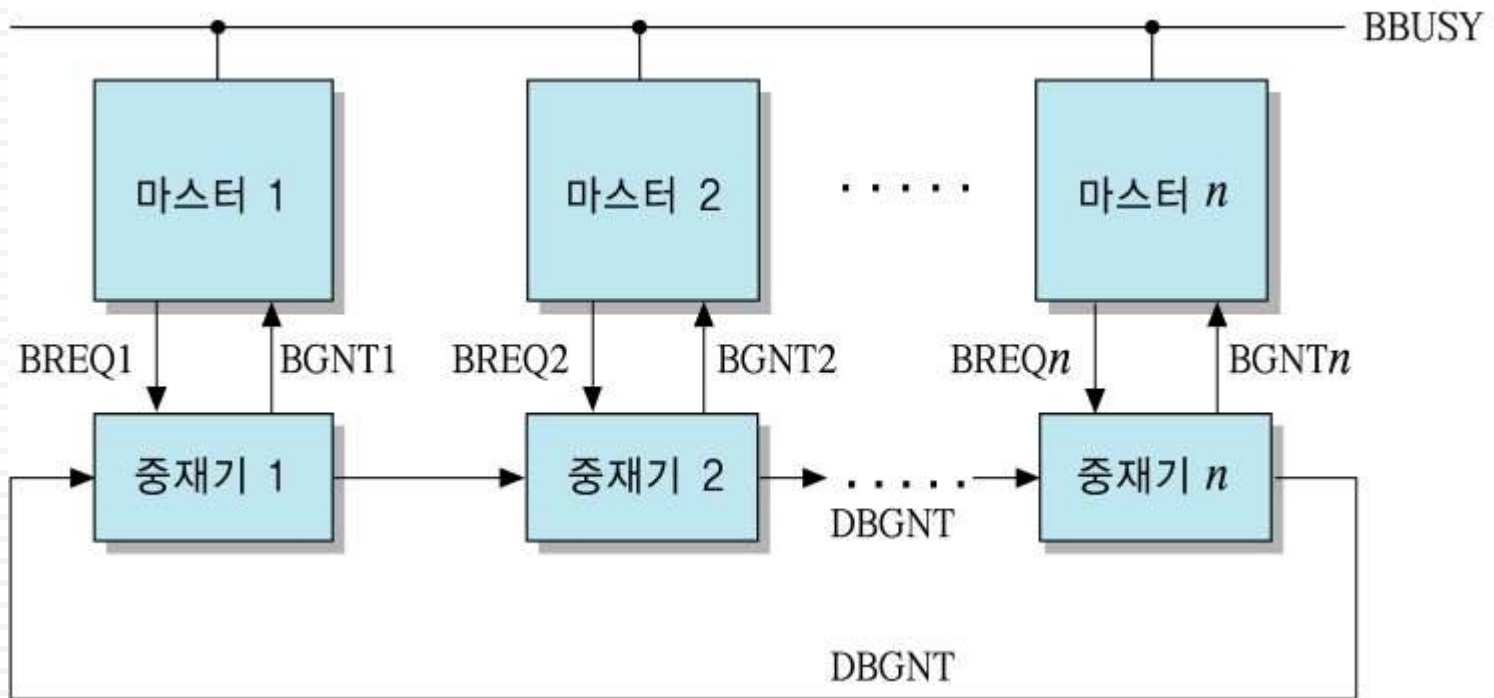 BBUSY
마스터 1
마스터 2
· · · · ·
마스터 n
BREQ1
BGNT1
BREQ2
BGNT2
BREQn
BGNTn
중재기 1
중재기 2
· · · · ·
중재기 n
DBGNT
DBGNT